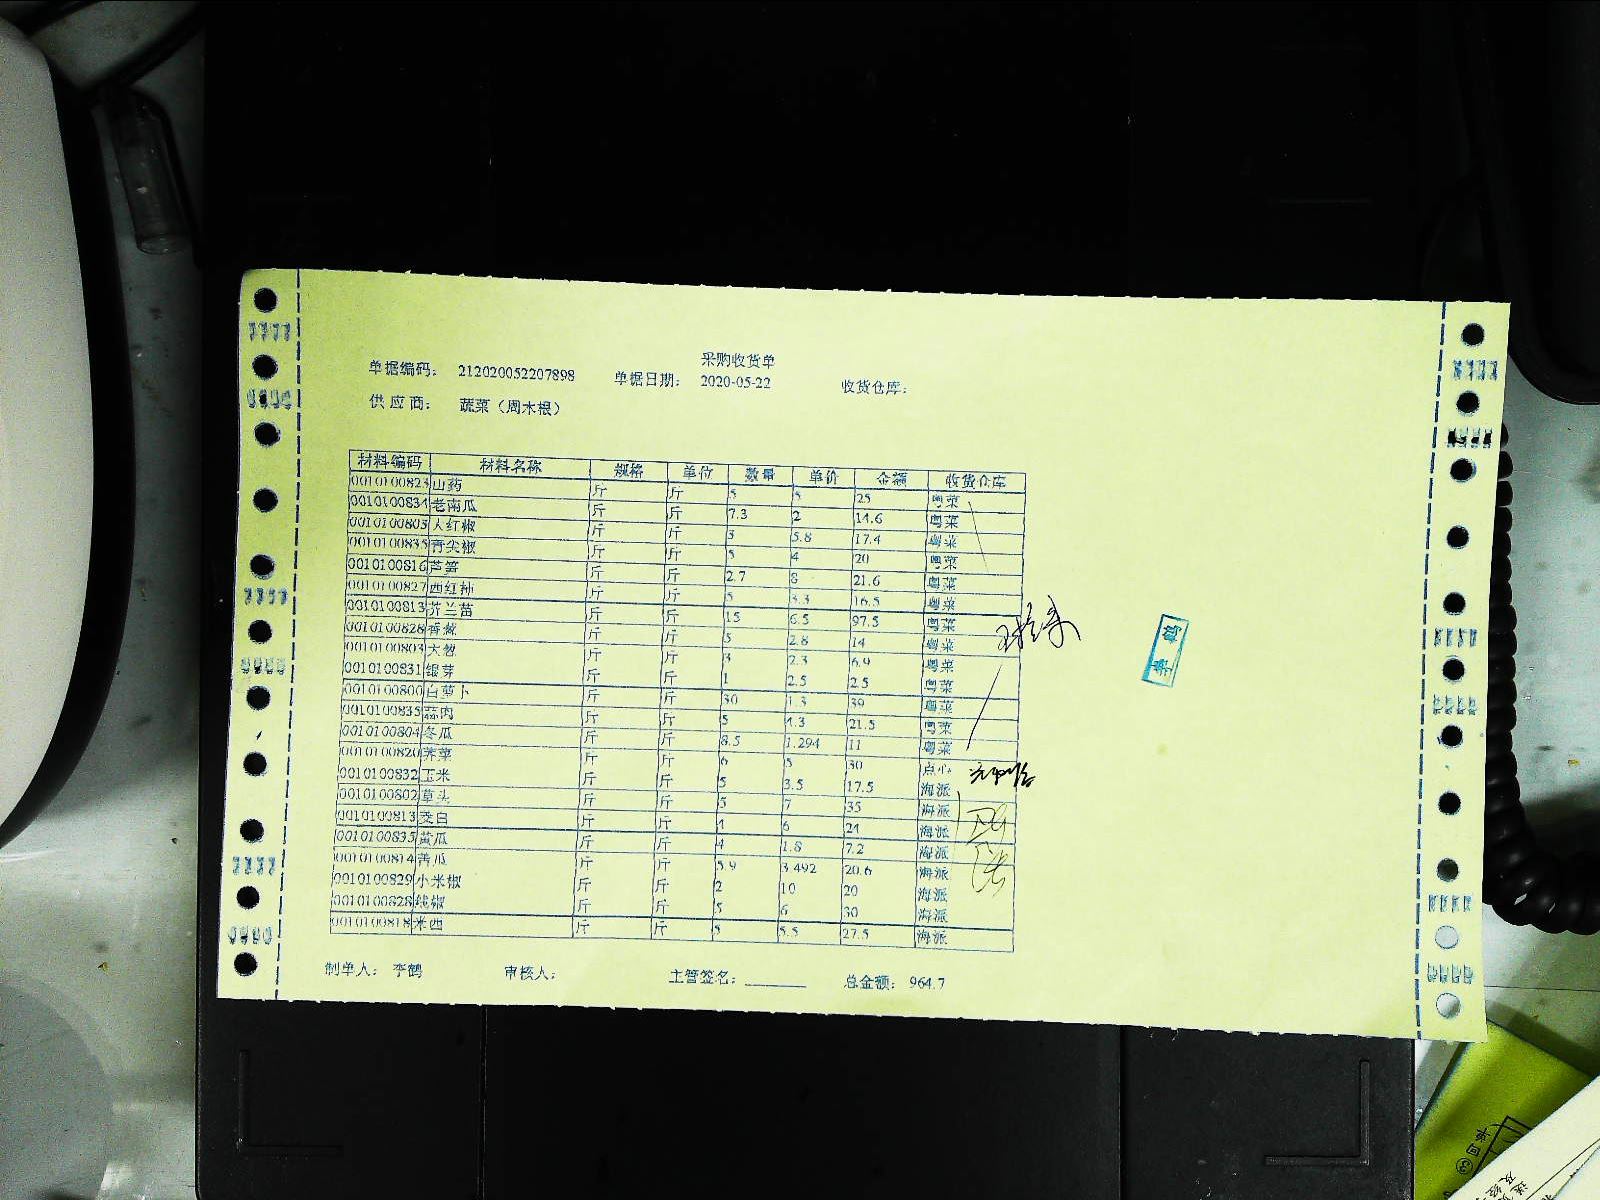 采购收货单
单据编码： 212020052207898 单据日期： 2020-05-22 收货仓库：
供 应 商： 蔬菜（周木根）
材料编码 材料名称 规格 单位 数量 单价 金额 收货仓库
0010100823 山药 斤 斤 5 5 25 粤菜
0010100834 老南瓜 斤 斤 7.3 2 14.6 粤菜
0010100805 大红椒 斤 斤 3 5.8 17.4 粤菜
0010100835 青尖椒 斤 斤 5 4 20 粤菜
0010100816 芦笋 斤 斤 2.7 8 21.6 粤菜
0010100827 西红柿 斤 斤 5 3.3 16.5 粤菜
0010100813 芥兰苗 斤 斤 15 6.5 97.5 粤菜
0010100828 香葱 斤 斤 5 2.8 14 粤菜
0010100803 大葱 斤 斤 3 2.3 6.9 粤菜
0010100831 银芽 斤 斤 1 2.5 2.5 粤菜
0010100800 白萝卜 斤 斤 30 1.3 39 粤菜
0010100835 蒜肉 斤 斤 5 4.3 21.5 粤菜
0010100804 冬瓜 斤 斤 8.5 1.294 11 粤菜
0010100820 荠菜 斤 斤 6 5 30 点心
0010100832 玉米 斤 斤 5 3.5 17.5 海派
0010100802 草头 斤 斤 5 7 35 海派
0010100813 茭白 斤 斤 4 6 24 海派
0010100835 黄瓜 斤 斤 4 1.8 7.2 海派
0010100814 黄瓜 斤 斤 5.9 3.492 20.6 海派
0010100829 小米椒 斤 斤 2 10 20 海派
0010100828 线椒 斤 斤 5 6 30 海派
0010100818 米西 斤 斤 5 5.5 27.5 海派
李鹤
制单人： 李鹤 审核人： 主管签名： 总金额： 964.7